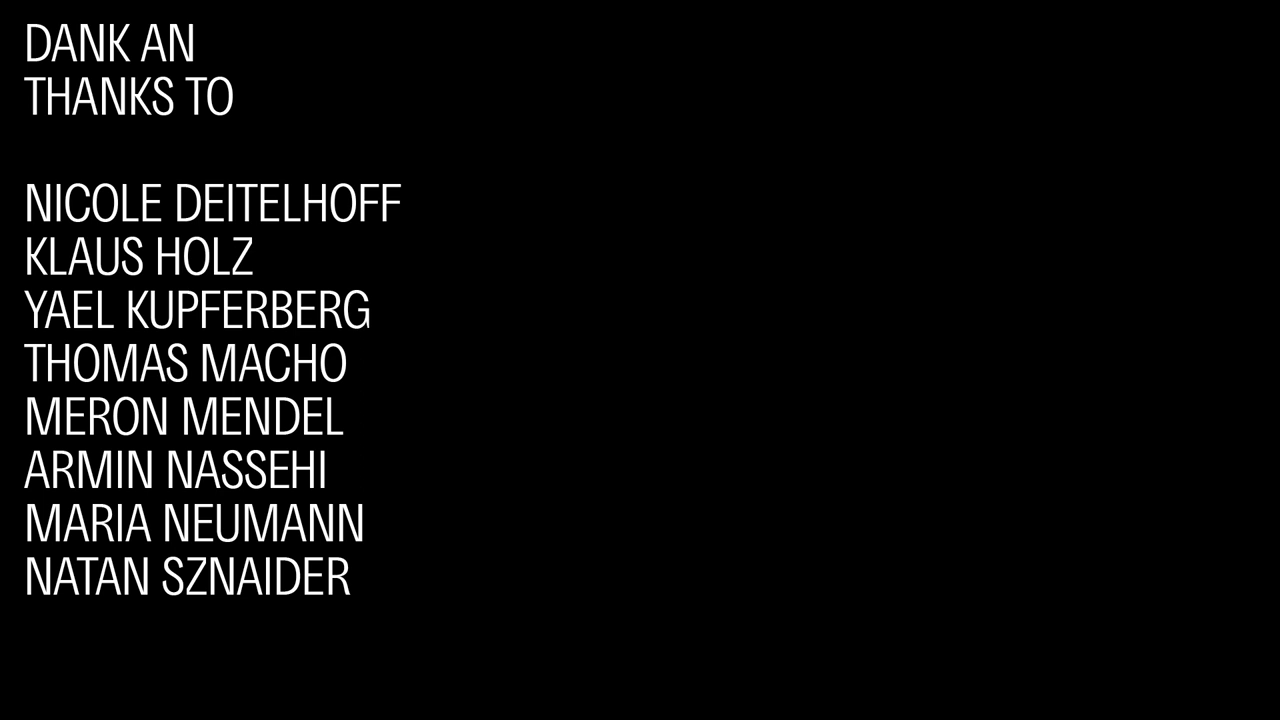 DANK AN
THANKS TO
NICOLE DEITELHOFF
KLAUS HOLZ
YAEL KUPFERBERG
THOMAS MACHO
MERON MENDEL
ARMIN NASSEHI
MARIA NEUMANN
NATAN SZNAIDER